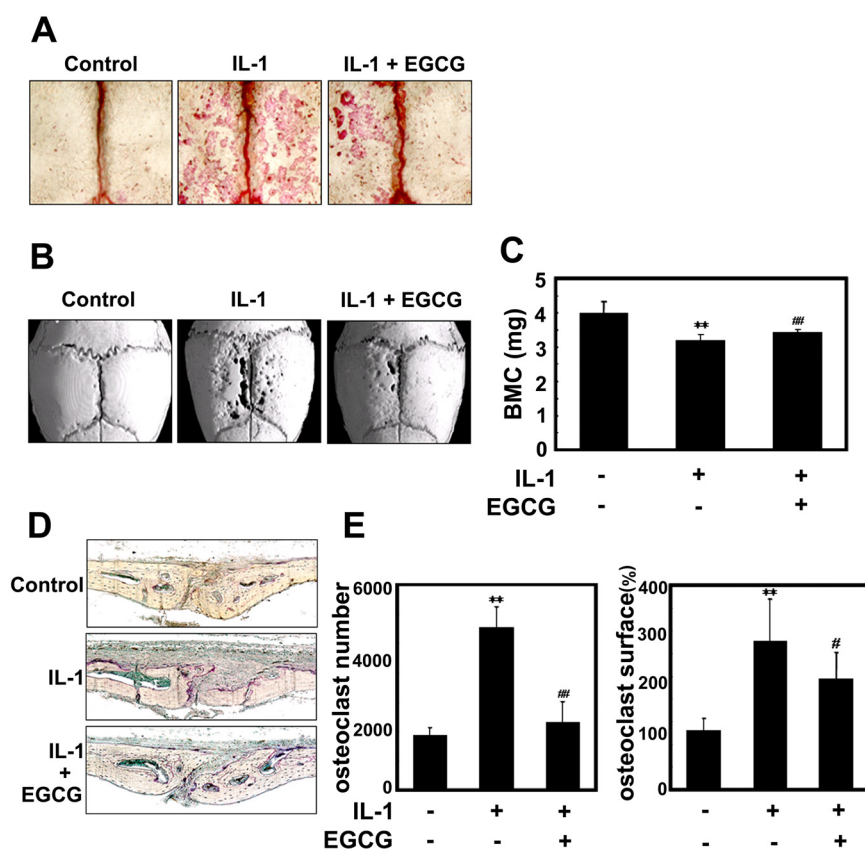 A
Control IL-1 IL-1 + EGCG
B
Control IL-1 IL-1 + EGCG
C
BMC (mg)
5
4
3
2
1
0
**
##
IL-1 - + +
EGCG - - +
D
Control
IL-1
IL-1
+
EGCG
E
osteoclast number
6000
4000
2000
0
**
##
osteoclast surface(%)
400
300
200
100
0
**
#
IL-1 - + + - + +
EGCG - - + - - +